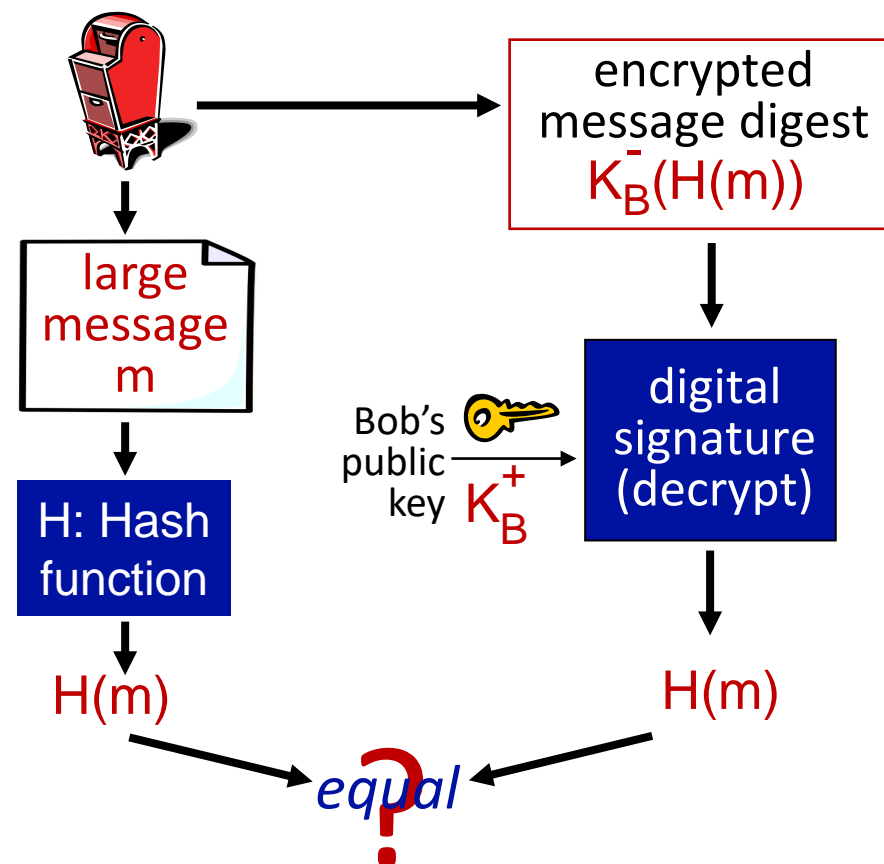 encrypted
message digest
K_B^-(H(m))
large
message
m
Bob’s
public
key
K_B^+
digital
signature
(decrypt)
H: Hash
function
H(m)
H(m)
equal
?